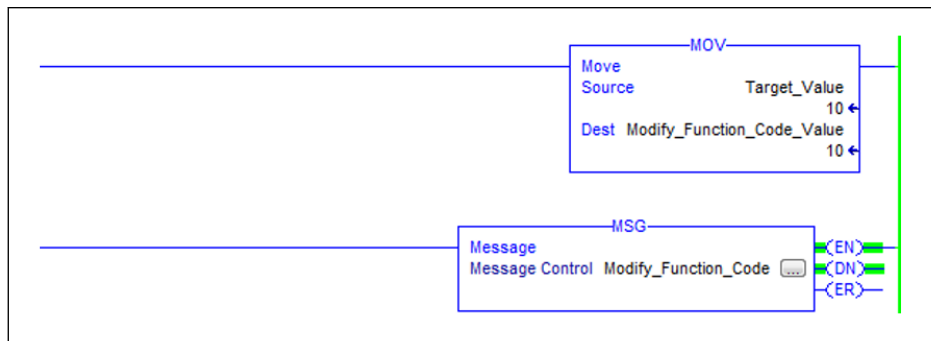 MOV
Move
Source Target_Value
10
Dest Modify_Function_Code_Value
10
MSG
Message (EN)
Message Control Modify_Function_Code ... (DN)
(ER)